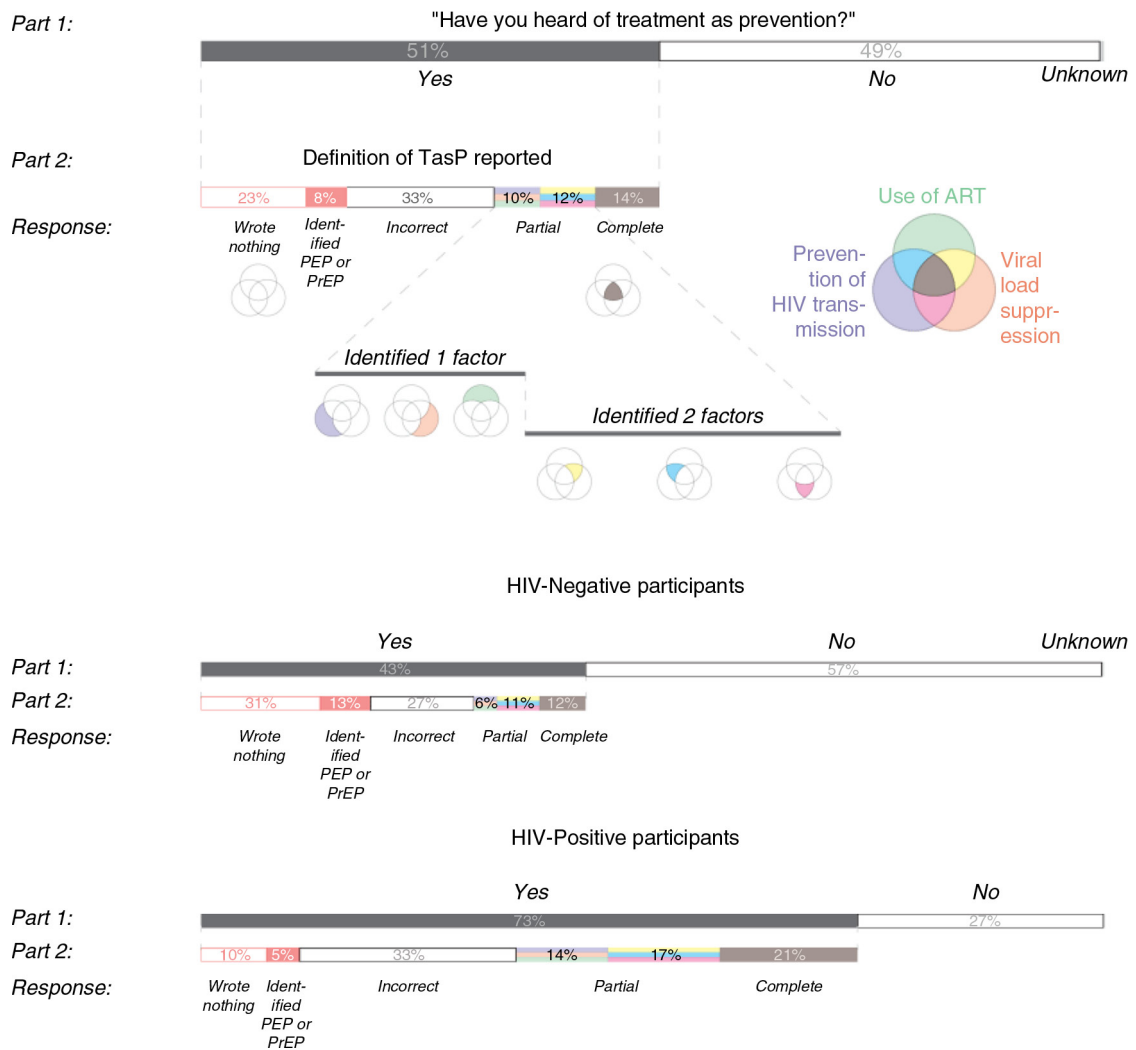 Part 1:
"Have you heard of treatment as prevention?"
51%
49%
Yes
No
Unknown
Part 2:
Definition of TasP reported
23%
8%
33%
10%
12%
14%
Response:
Wrote
nothing
Ident-
ified
PEP or
PrEP
Incorrect
Partial
Complete
Use of ART
Preven-
tion of
HIV trans-
mission
Viral
load
suppr-
ession
Identified 1 factor
Identified 2 factors
HIV-Negative participants
Yes
No
Unknown
Part 1:
43%
57%
Part 2:
31%
13%
27%
6%
11%
12%
Response:
Wrote
nothing
Ident-
ified
PEP or
PrEP
Incorrect
Partial
Complete
HIV-Positive participants
Yes
No
Part 1:
73%
27%
Part 2:
10%
5%
33%
14%
17%
21%
Response:
Wrote
nothing
Ident-
ified
PEP or
PrEP
Incorrect
Partial
Complete